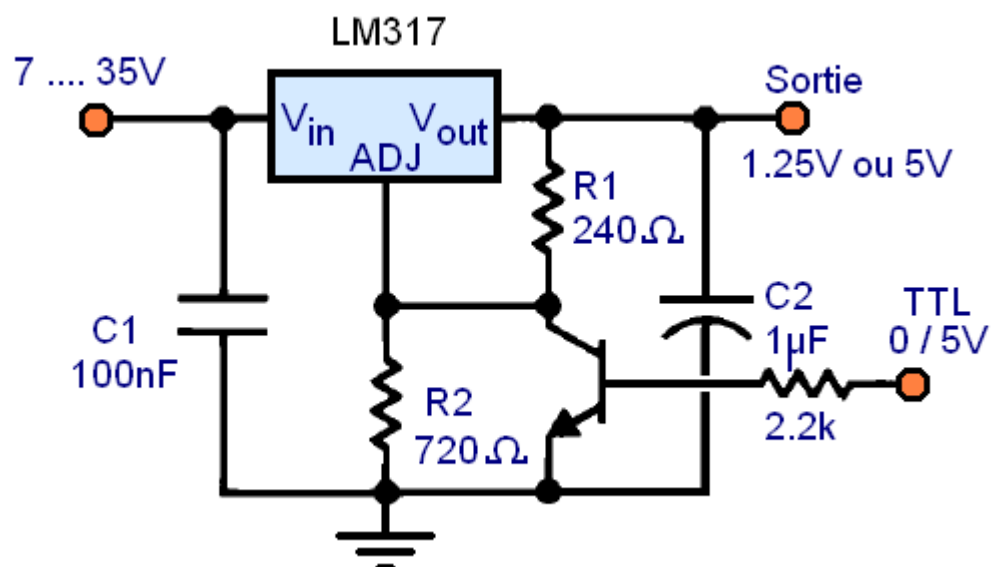 LM317
7 .... 35V
Vin
Vout
ADJ
Sortie
1.25V ou 5V
R1
240Ω
C1
100nF
R2
720Ω
C2
1µF
TTL
0 / 5V
2.2k